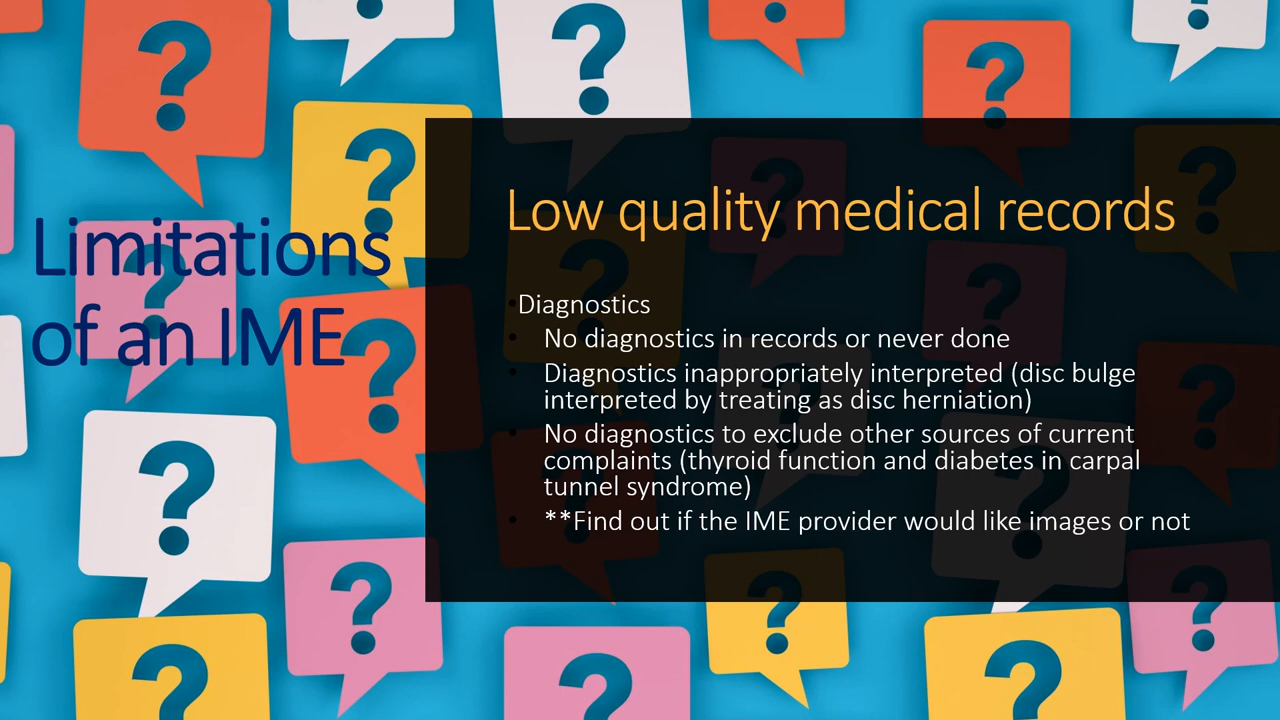 Limitations
of an IME
Low quality medical records
Diagnostics
No diagnostics in records or never done
Diagnostics inappropriately interpreted (disc bulge
interpreted by treating as disc herniation)
No diagnostics to exclude other sources of current
complaints (thyroid function and diabetes in carpal
tunnel syndrome)
**Find out if the IME provider would like images or not